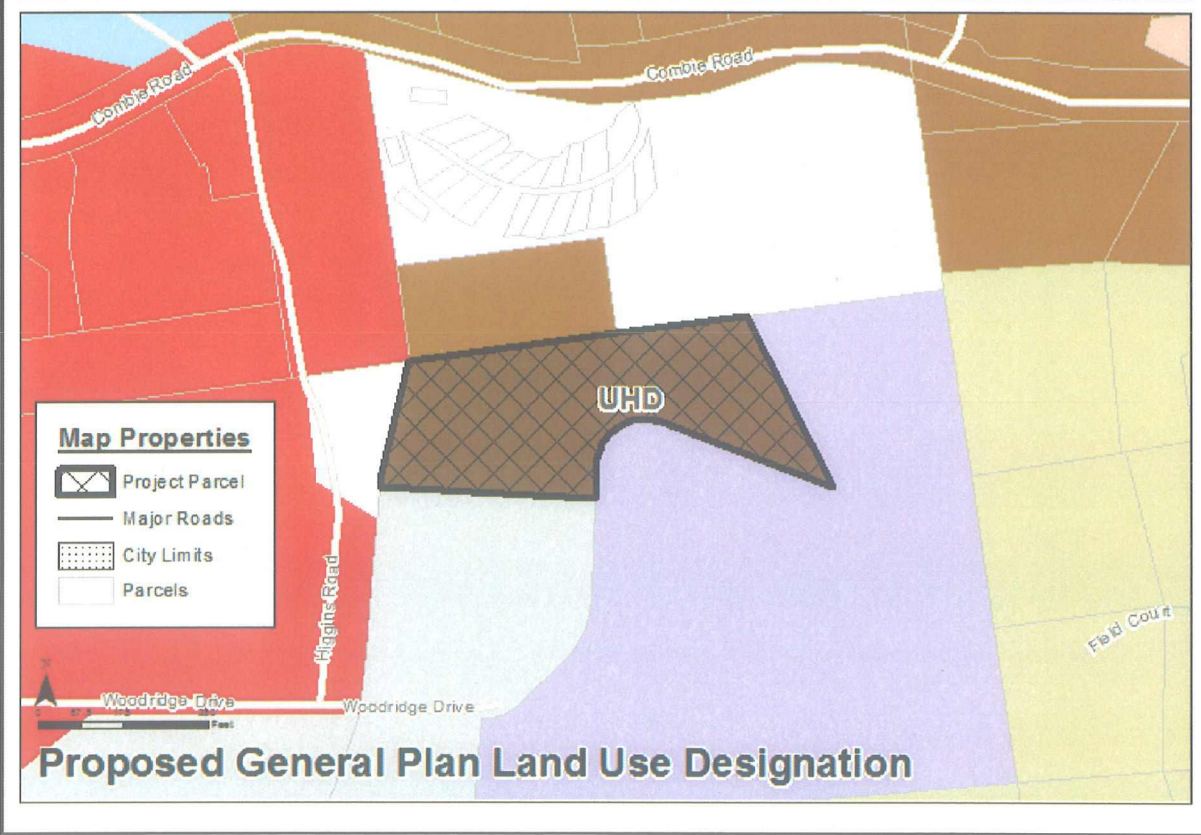 Combie Road
Combie Road
UHD
Map Properties
Project Parcel
Major Roads
City Limits
Parcels
Higgins Road
Field Court
N
Woodridge Drive
Woodridge Drive
0
Feet
Proposed General Plan Land Use Designation